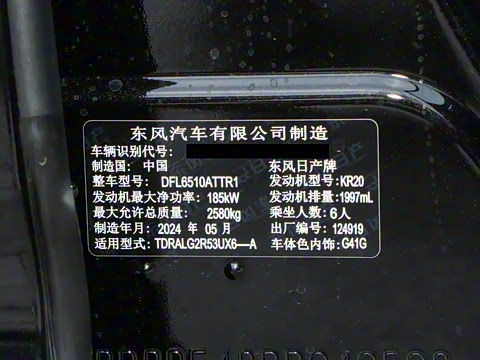 东风汽车有限公司制造
车辆识别代号：
制造国： 中国 东风日产牌
整车型号： DFL6510ATTR1 发动机型号： KR20
发动机最大净功率： 185kW 发动机排量： 1997mL
最大允许总质量： 2580kg 乘坐人数： 6人
制造年月： 2024 年 05 月 出厂编号： 124919
适用型式： TDRALG2R53UX6—A 车体色内饰： G41G